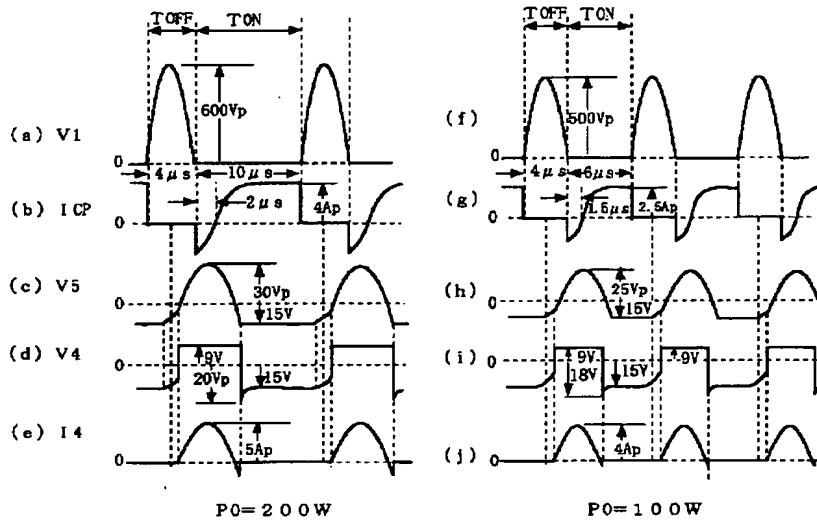 TOFF TON
600Vp
(a) V1
0
4μs 10μs
(b) ICP
0
2μs
4Ap
(c) V5
0
30Vp
15V
(d) V4
0
9V
20Vp
15V
(e) I4
0
5Ap
P0=200W
TOFF TON
500Vp
(f)
0
4μs 6μs
(g)
0
1.5μs
2.5Ap
(h)
0
25Vp
15V
(i)
0
9V
18V
15V
9V
(j)
0
4Ap
P0=100W